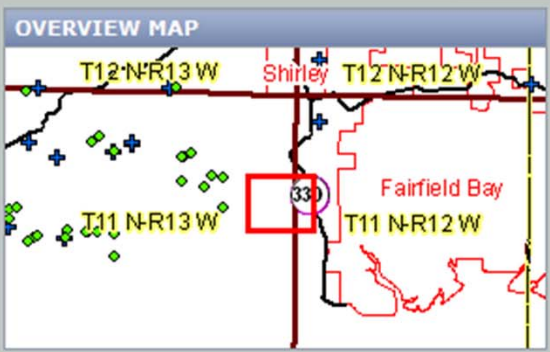 OVERVIEW MAP
T12 N-R13 W
Shirley
T12 N-R12 W
Fairfield Bay
330
T11 N-R13 W
T11 N-R12 W